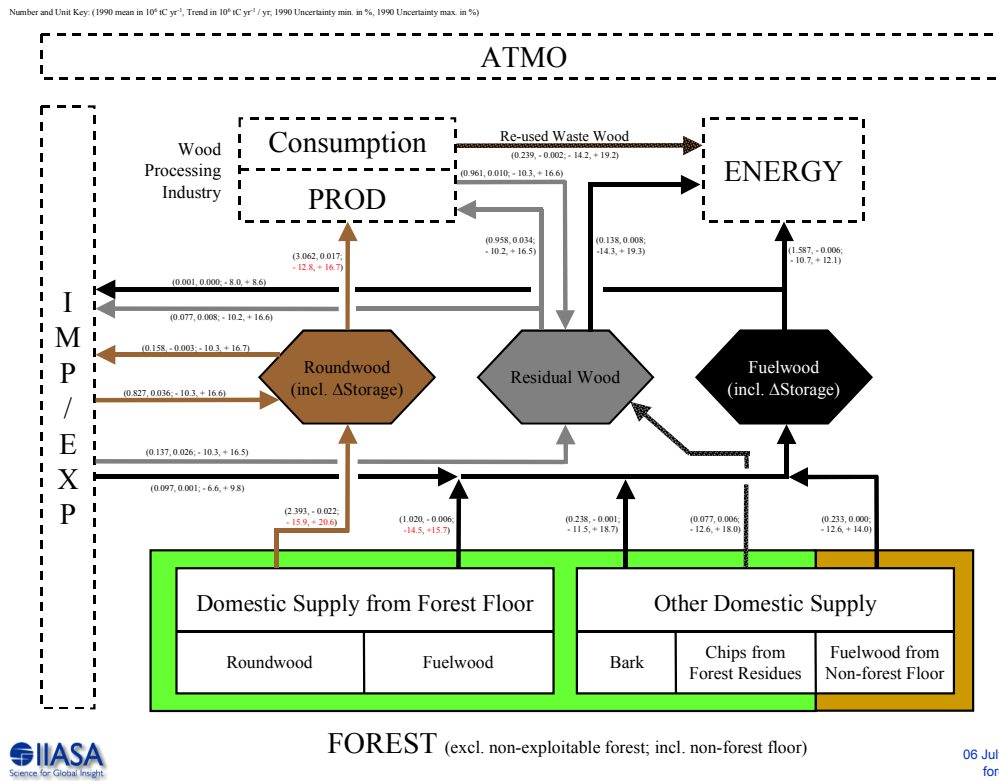 Number and Unit Key: (1990 mean in 10⁶ tC yr⁻¹, Trend in 10⁶ tC yr⁻¹ / yr; 1990 Uncertainty min. in %, 1990 Uncertainty max. in %)
ATMO
Wood
Processing
Industry
Consumption
PROD
Re-used Waste Wood
(0.239, - 0.002; - 14.2, + 19.2)
(0.961, 0.010; - 10.3, + 16.6)
ENERGY
(3.062, 0.017;
- 12.8, + 16.7)
(0.958, 0.034;
- 10.2, + 16.5)
(0.138, 0.008;
-14.3, + 19.3)
(1.587, - 0.006;
- 10.7, + 12.1)
I
M
P
/
E
X
P
(0.001, 0.000; - 8.0, + 8.6)
(0.077, 0.008; - 10.2, + 16.6)
(0.158, -0.003; - 10.3, + 16.7)
(0.827, 0.036; - 10.3, + 16.6)
(0.137, 0.026; - 10.3, + 16.5)
(0.097, 0.001; - 6.6, + 9.8)
Roundwood
(incl. ΔStorage)
Residual Wood
Fuelwood
(incl. ΔStorage)
(2.393, - 0.022;
- 15.9, + 20.6)
(1.020, - 0.006;
-14.5, +15.7)
(0.238, - 0.001;
- 11.5, + 18.7)
(0.077, 0.006;
- 12.6, + 18.0)
(0.233, 0.000;
- 12.6, + 14.0)
Domestic Supply from Forest Floor
Roundwood
Fuelwood
Other Domestic Supply
Bark
Chips from
Forest Residues
Fuelwood from
Non-forest Floor
FOREST (excl. non-exploitable forest; incl. non-forest floor)
IIASA
Science for Global Insight
06 Jul
for